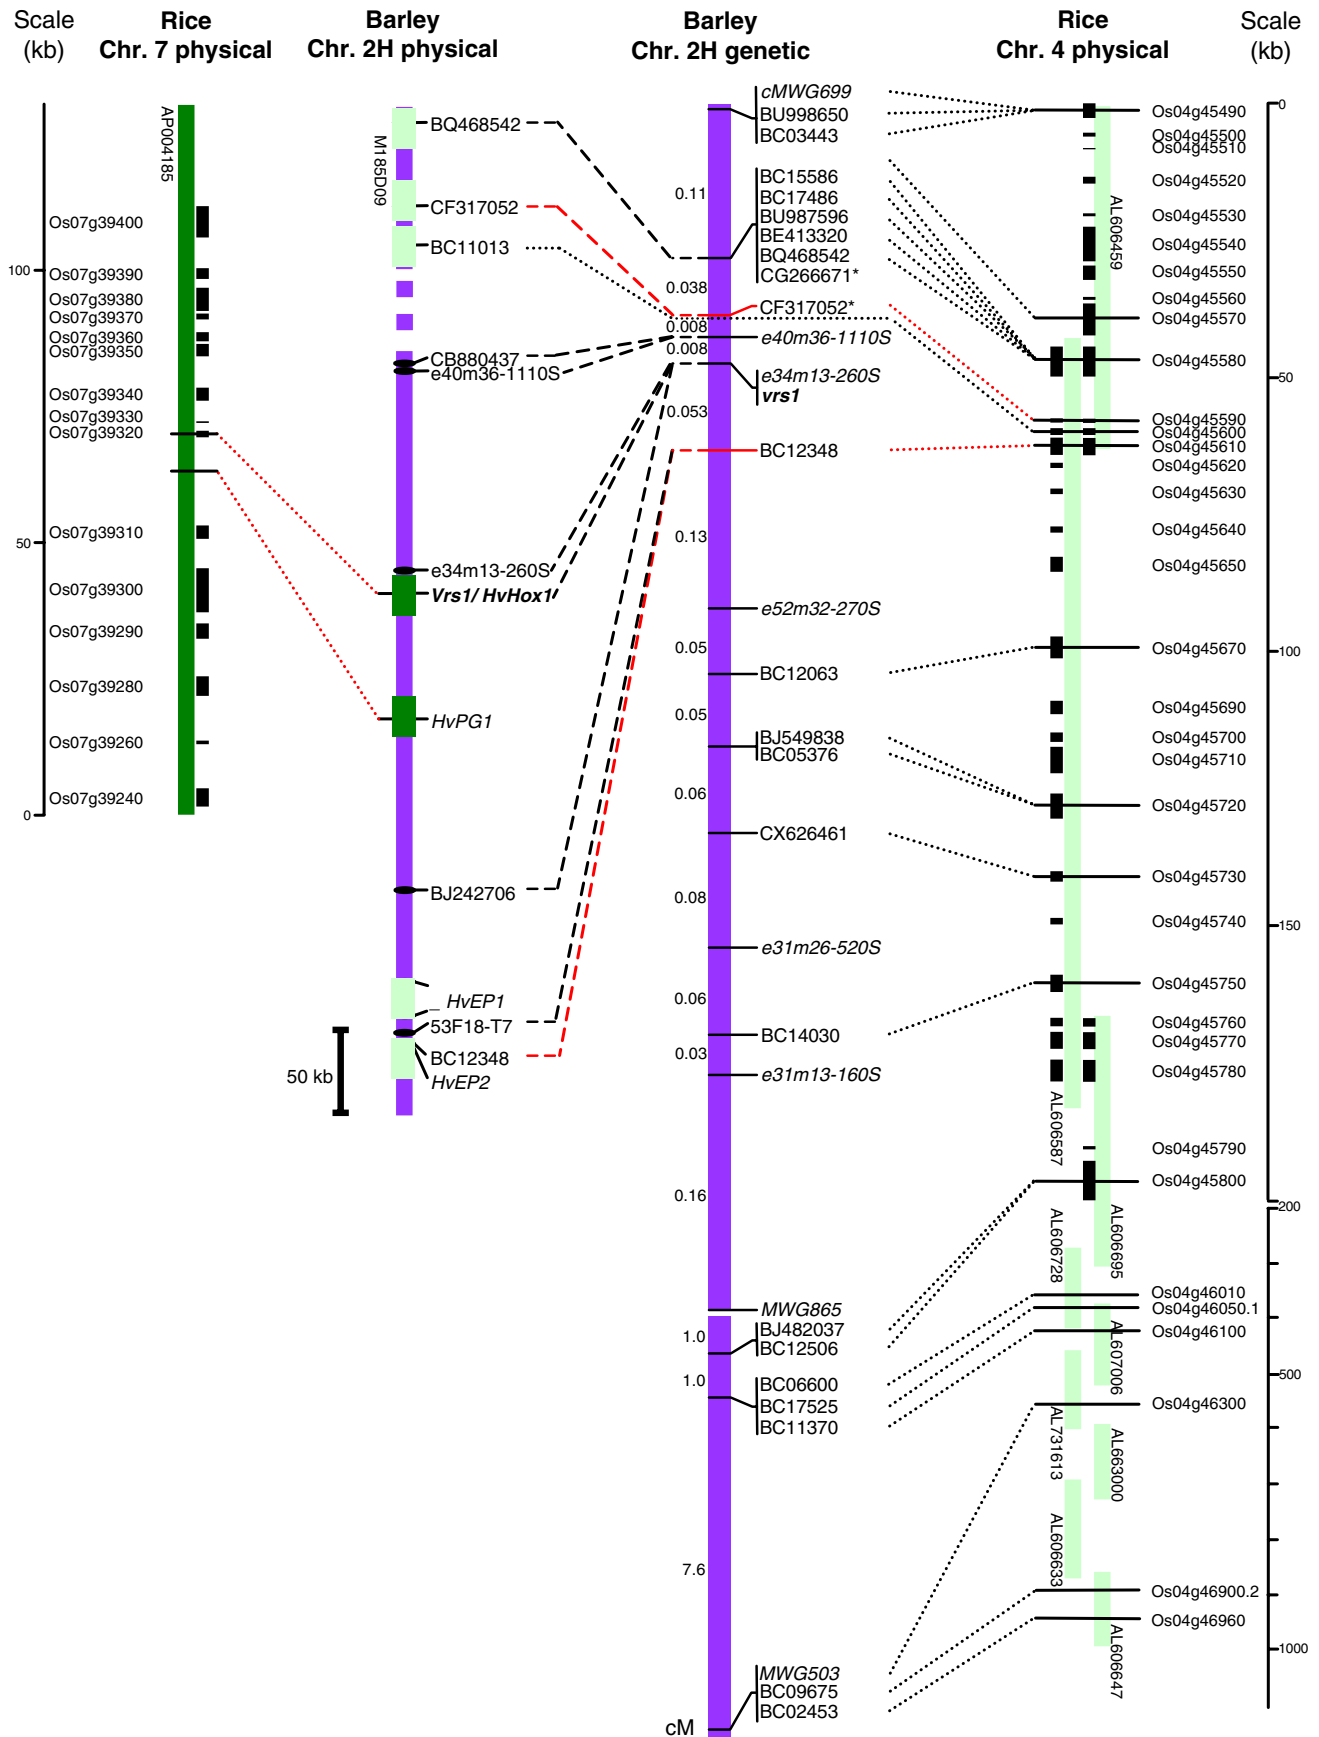 Scale
(kb)
Rice
Chr. 7 physical
Barley
Chr. 2H physical
Barley
Chr. 2H genetic
Rice
Chr. 4 physical
Scale
(kb)
AP004185
Os07g39400
100
Os07g39390
Os07g39380
Os07g39370
Os07g39360
Os07g39350
Os07g39340
Os07g39330
Os07g39320
50
Os07g39310
Os07g39300
Os07g39290
Os07g39280
Os07g39260
Os07g39240
0
M185D09
BQ468542
CF317052
BC11013
CB880437
e40m36-1110S
e34m13-260S
Vrs1/ HvHox1
HvPG1
BJ242706
HvEP1
53F18-T7
BC12348
HvEP2
50 kb
cMWG699
BU998650
BC03443
0.11
BC15586
BC17486
BU987596
BE413320
BQ468542
CG266671*
0.038
CF317052*
0.008
e40m36-1110S
0.008
e34m13-260S
vrs1
0.053
BC12348
0.13
e52m32-270S
0.05
BC12063
0.05
BJ549838
BC05376
0.06
CX626461
0.08
e31m26-520S
0.06
BC14030
0.03
e31m13-160S
0.16
MWG865
1.0
BJ482037
BC12506
1.0
BC06600
BC17525
BC11370
7.6
MWG503
BC09675
BC02453
cM
AL606459
AL606587
AL606695
AL606728
AL607006
AL731613
AL663000
AL606633
AL606647
Os04g45490
Os04g45500
Os04g45510
Os04g45520
Os04g45530
Os04g45540
Os04g45550
Os04g45560
Os04g45570
Os04g45580
Os04g45590
Os04g45600
Os04g45610
Os04g45620
Os04g45630
Os04g45640
Os04g45650
Os04g45670
Os04g45690
Os04g45700
Os04g45710
Os04g45720
Os04g45730
Os04g45740
Os04g45750
Os04g45760
Os04g45770
Os04g45780
Os04g45790
Os04g45800
Os04g46010
Os04g46050.1
Os04g46100
Os04g46300
Os04g46900.2
Os04g46960
0
50
100
150
200
500
1000